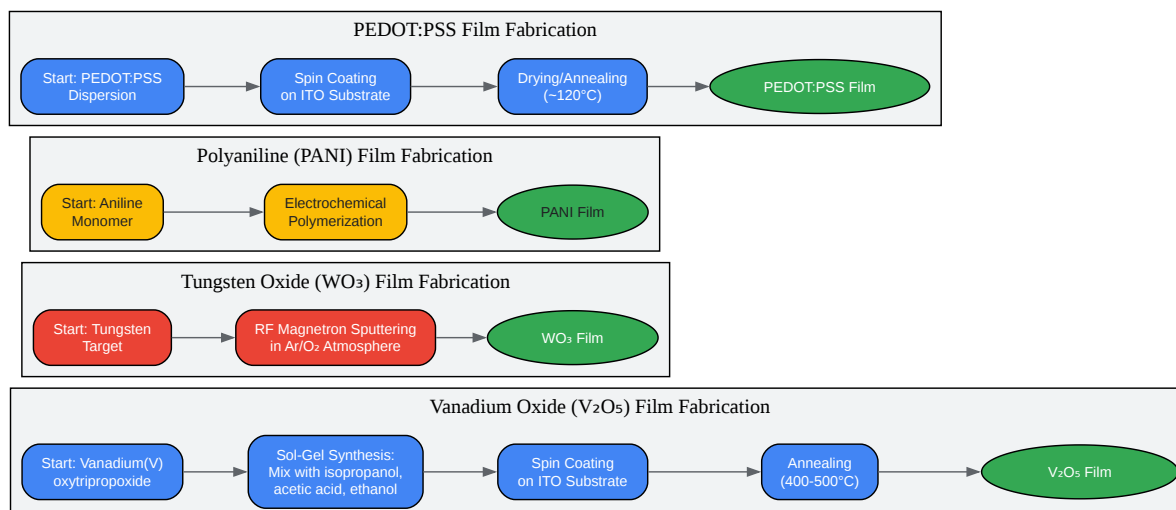 PEDOT:PSS Film Fabrication
Start: PEDOT:PSS
Dispersion
Spin Coating
on ITO Substrate
Drying/Annealing
(~120°C)
PEDOT:PSS Film
Polyaniline (PANI) Film Fabrication
Start: Aniline
Monomer
Electrochemical
Polymerization
PANI Film
Tungsten Oxide (WO₃) Film Fabrication
Start: Tungsten
Target
RF Magnetron Sputtering
in Ar/O₂ Atmosphere
WO₃ Film
Vanadium Oxide (V₂O₅) Film Fabrication
Start: Vanadium(V)
oxytripropoxide
Sol-Gel Synthesis:
Mix with isopropanol,
acetic acid, ethanol
Spin Coating
on ITO Substrate
Annealing
(400-500°C)
V₂O₅ Film